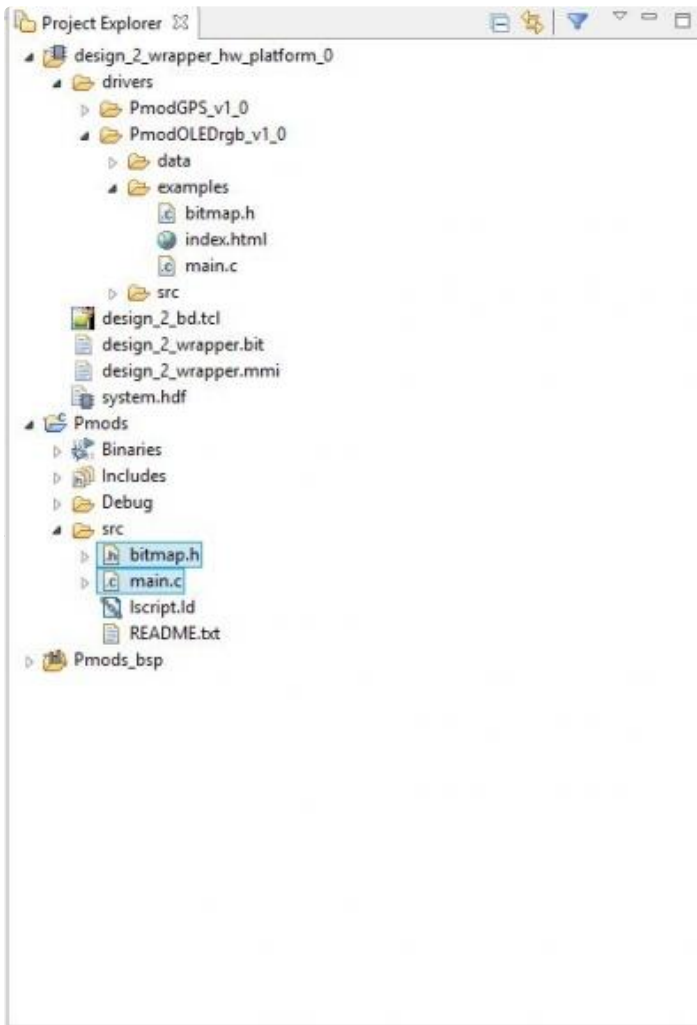 Project Explorer
design_2_wrapper_hw_platform_0
drivers
PmodGPS_v1_0
PmodOLEDrgb_v1_0
data
examples
bitmap.h
index.html
main.c
src
design_2_bd.tcl
design_2_wrapper.bit
design_2_wrapper.mmi
system.hdf
Pmods
Binaries
Includes
Debug
src
bitmap.h
main.c
lscript.ld
README.txt
Pmods_bsp